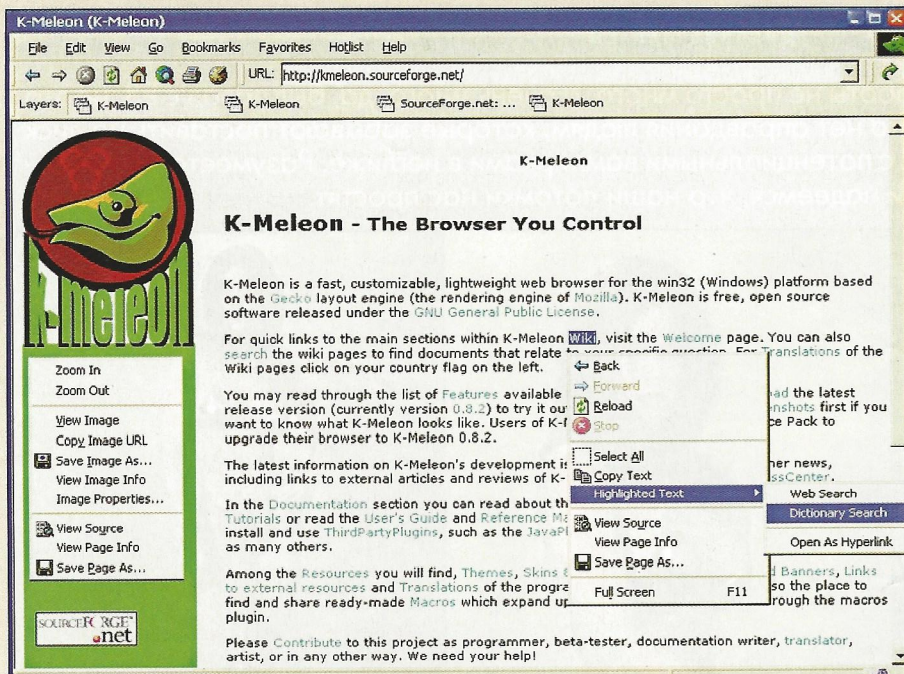 K-Meleon (K-Meleon)
File Edit View Go Bookmarks Favorites Hotlist Help
URL: http://kmeleon.sourceforge.net/
Layers: K-Meleon K-Meleon SourceForge.net: ... K-Meleon
k-meleon
K-Meleon
K-Meleon - The Browser You Control
K-Meleon is a fast, customizable, lightweight web browser for the win32 (Windows) platform based
on the Gecko layout engine (the rendering engine of Mozilla). K-Meleon is free, open source
software released under the GNU General Public License.
For quick links to the main sections within K-Meleon Wiki, visit the Welcome page. You can also
search the wiki pages to find documents that relate to your specific question. For Translations of the
Wiki pages click on your country flag on the left.
You may read through the list of Features available
the latest
release version (currently version 0.8.2) to try it
first if you
want to know what K-Meleon looks like. Users of
Pack to
upgrade their browser to K-Meleon 0.8.2.
The latest information on K-Meleon's development
news,
including links to external articles and reviews of
In the Documentation section you can read about
Tutorials or read the User's Guide and Reference
install and use ThirdPartyPlugins, such as the
as many others.
Among the Resources you will find, Themes, Skins
Banners, Links
to external resources and Translations of the
the place to
find and share ready-made Macros which expand
the macros
plugin.
Please Contribute to this project as programmer, beta-tester, documentation writer, translator,
artist, or in any other way. We need your help!
Zoom In
Zoom Out
View Image
Copy Image URL
Save Image As...
View Image Info
Image Properties...
View Source
View Page Info
Save Page As...
SOURCEFORGE
.net
Back
Forward
Reload
Stop
Select All
Copy Text
Highlighted Text
View Source
View Page Info
Save Page As...
Full Screen F11
Web Search
Dictionary Search
Open As Hyperlink